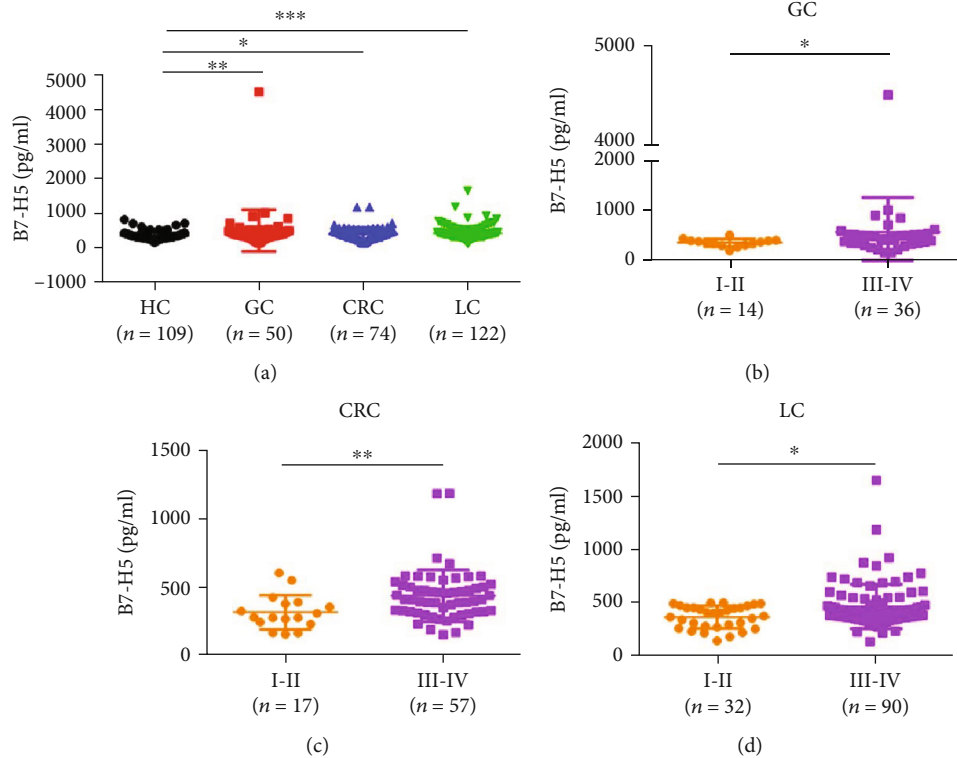 ***
*
**
B7-H5 (pg/ml)
5000
4000
3000
2000
1000
0
−1000
HC
GC
CRC
LC
(n = 109)
(n = 50)
(n = 74)
(n = 122)
(a)
GC
*
B7-H5 (pg/ml)
5000
4000
2000
1000
0
I-II
III-IV
(n = 14)
(n = 36)
(b)
CRC
**
B7-H5 (pg/ml)
1500
1000
500
0
I-II
III-IV
(n = 17)
(n = 57)
(c)
LC
*
B7-H5 (pg/ml)
2000
1500
1000
500
0
I-II
III-IV
(n = 32)
(n = 90)
(d)